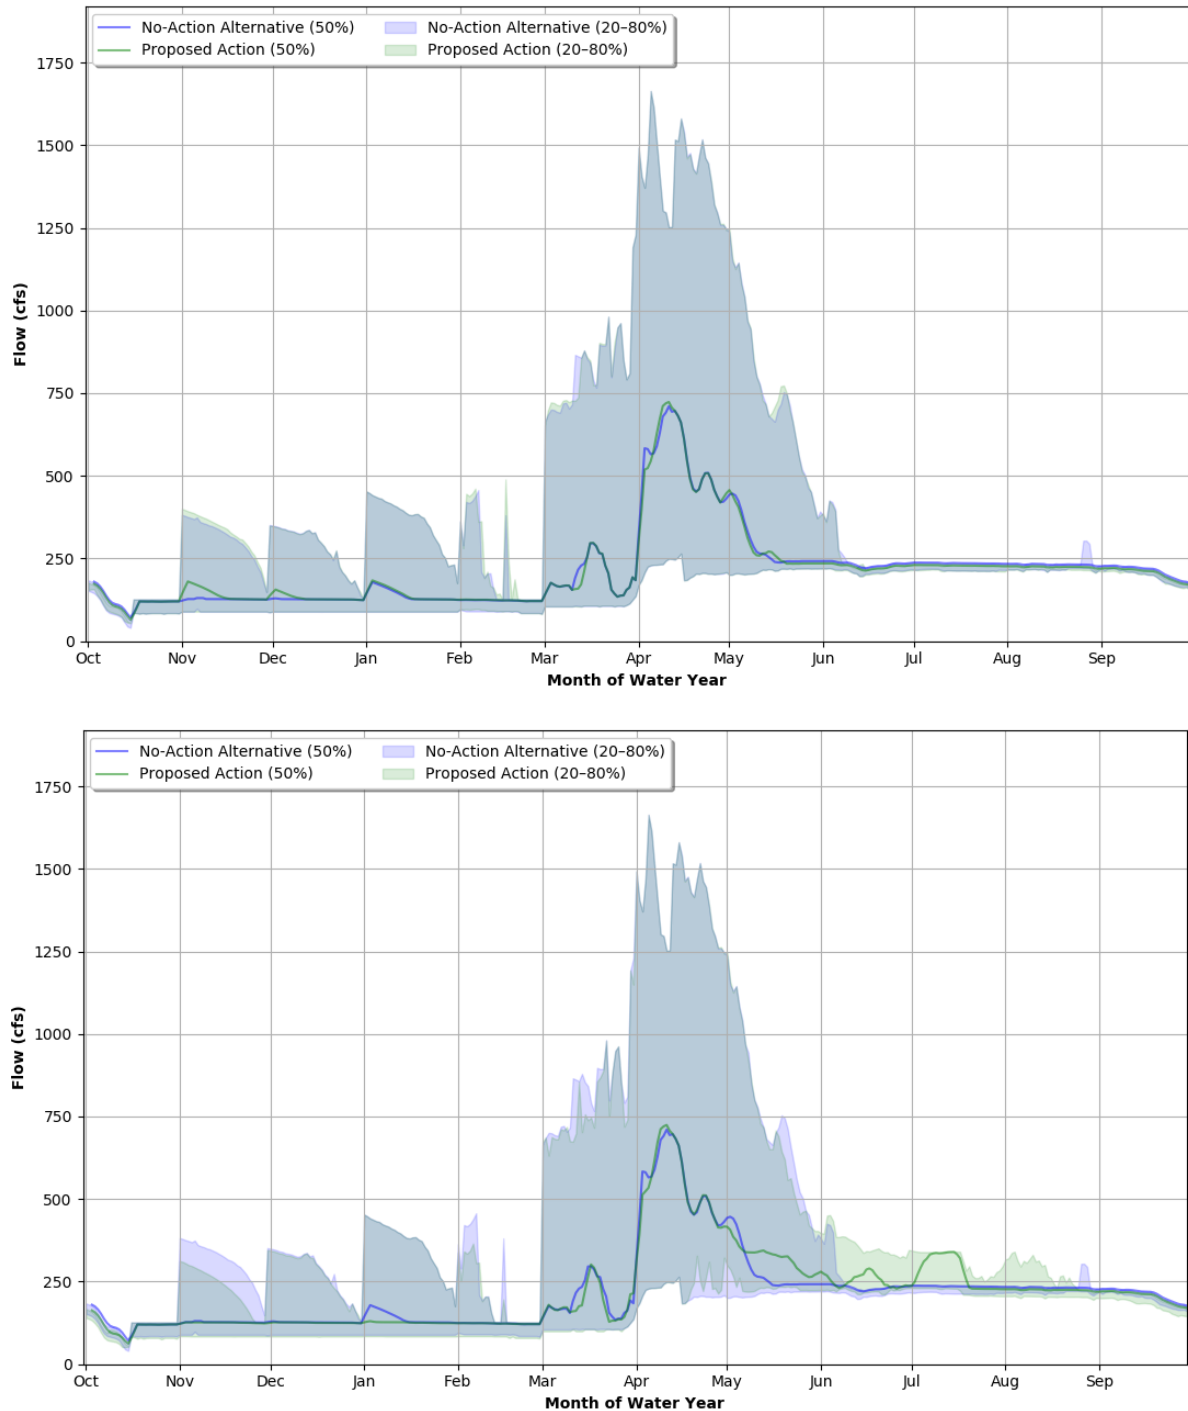 No-Action Alternative (50%) No-Action Alternative (20–80%)
Proposed Action (50%) Proposed Action (20–80%)
1750
1500
1250
1000
750
500
250
0
Flow (cfs)
Oct Nov Dec Jan Feb Mar Apr May Jun Jul Aug Sep
Month of Water Year
No-Action Alternative (50%) No-Action Alternative (20–80%)
Proposed Action (50%) Proposed Action (20–80%)
1750
1500
1250
1000
750
500
250
0
Flow (cfs)
Oct Nov Dec Jan Feb Mar Apr May Jun Jul Aug Sep
Month of Water Year